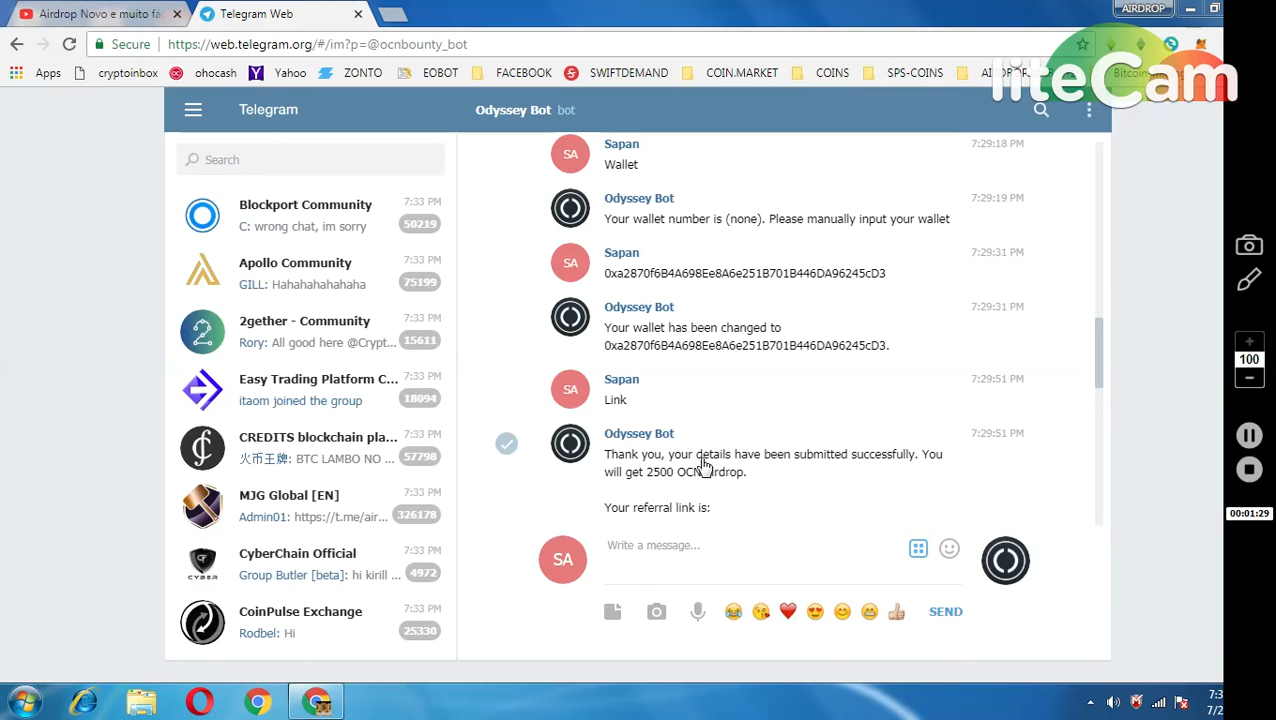 Airdrop Novo e muito fá
Telegram Web
AIRDROP
Secure
https://web.telegram.org/#/im?p=@ocnbounty_bot
Apps
cryptoinbox
ohocash
Yahoo
ZONTO
EOBOT
FACEBOOK
SWIFTDEMAND
COIN.MARKET
COINS
SPS-COINS
liteCam
Telegram
Odyssey Bot bot
Search
Blockport Community
7:33 PM
C: wrong chat, im sorry
50219
Apollo Community
7:33 PM
GILL: Hahahahahaha
75199
2gether - Community
7:33 PM
Rory: All good here @Crypt...
15611
Easy Trading Platform C...
7:33 PM
itaom joined the group
18094
CREDITS blockchain pla...
7:33 PM
火币王牌: BTC LAMBO NO ...
57798
MJG Global [EN]
7:33 PM
Admin01: https://t.me/air...
326178
CyberChain Official
7:33 PM
Group Butler [beta]: hi kirill ...
4972
CoinPulse Exchange
7:33 PM
Rodbel: Hi
25330
SA
Sapan
7:29:18 PM
Wallet
Odyssey Bot
7:29:19 PM
Your wallet number is (none). Please manually input your wallet
SA
Sapan
7:29:31 PM
0xa2870f6B4A698Ee8A6e251B701B446DA96245cD3
Odyssey Bot
7:29:31 PM
Your wallet has been changed to
0xa2870f6B4A698Ee8A6e251B701B446DA96245cD3.
SA
Sapan
7:29:51 PM
Link
Odyssey Bot
7:29:51 PM
Thank you, your details have been submitted successfully. You
will get 2500 OCN airdrop.
Your referral link is:
SA
Write a message...
SEND
100
00:01:29